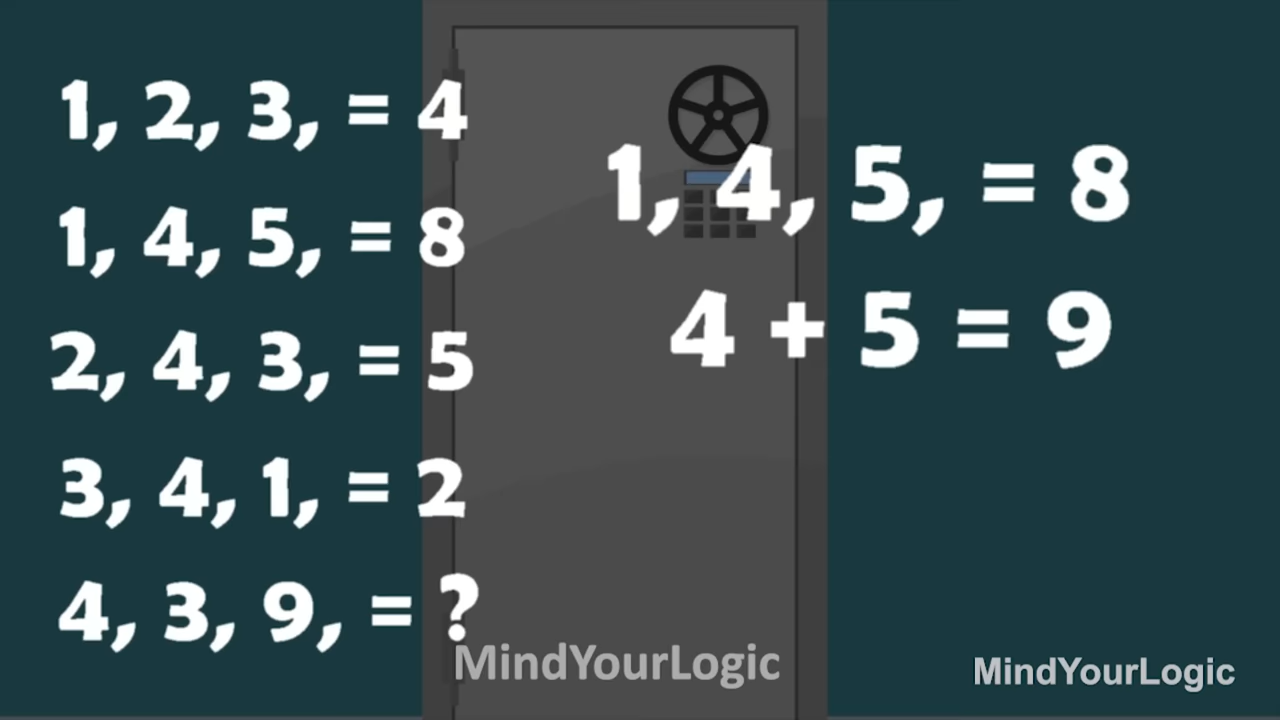 1, 2, 3, = 4
1, 4, 5, = 8
2, 4, 3, = 5
3, 4, 1, = 2
4, 3, 9, = ?
1, 4, 5, = 8
4 + 5 = 9
MindYourLogic
MindYourLogic